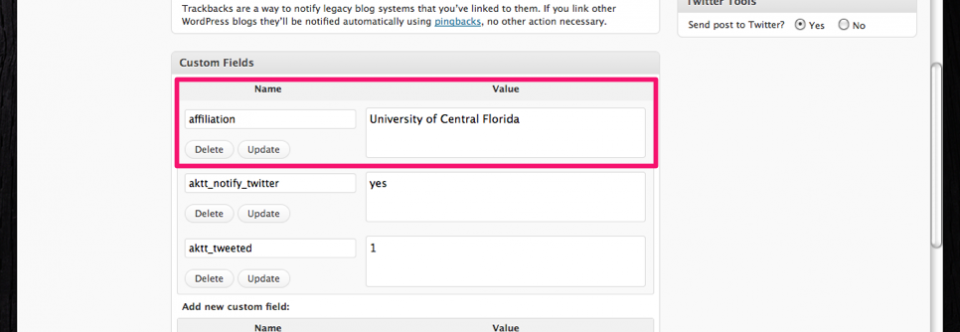 Trackbacks are a way to notify legacy blog systems that you've linked to them. If you link other
WordPress blogs they'll be notified automatically using pingbacks, no other action necessary.
Twitter Tools
Send post to Twitter? Yes No
Custom Fields
Name Value
affiliation University of Central Florida
Delete Update
aktt_notify_twitter yes
Delete Update
aktt_tweeted 1
Delete Update
Add new custom field:
Name Value